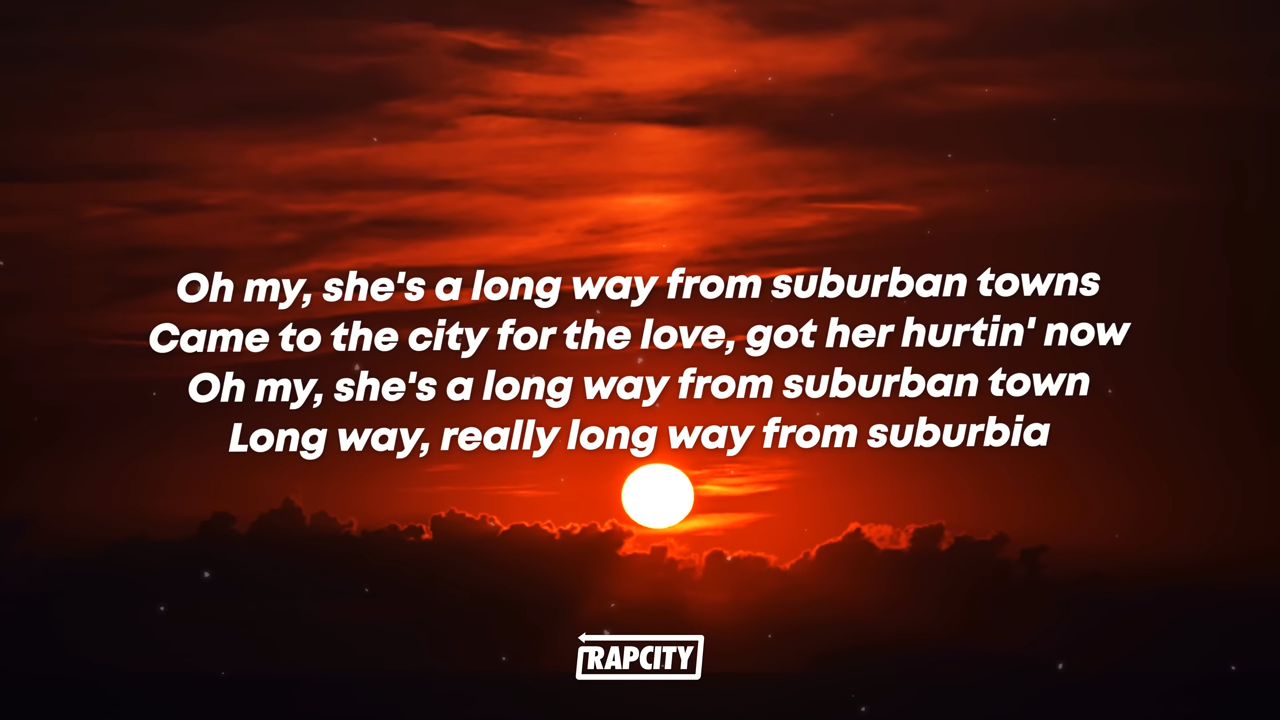 Oh my, she's a long way from suburban towns
Came to the city for the love, got her hurtin' now
Oh my, she's a long way from suburban town
Long way, really long way from suburbia
RAPCITY